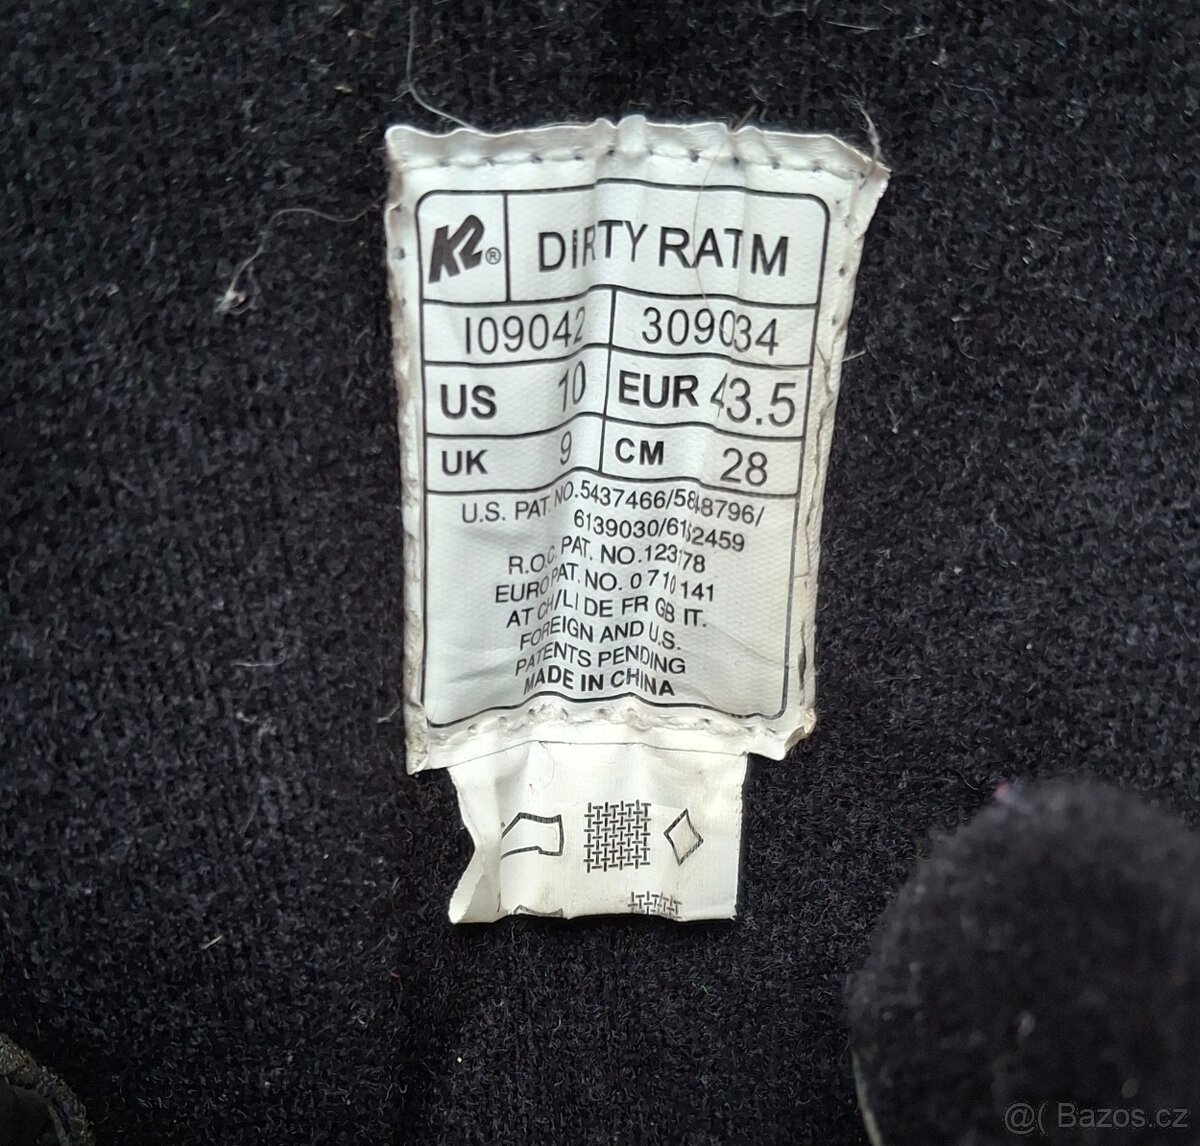 K2® DIRTY RAT M
I09042 309034
US 10 EUR 43.5
UK 9 CM 28
U.S. PAT. NO.5437466/5848796/
6139030/6152459
R.O.C. PAT. NO.123178
EURO PAT. NO. 0 710 141
AT CH/LI DE FR GB IT.
FOREIGN AND U.S.
PATENTS PENDING
MADE IN CHINA
@( Bazos.cz